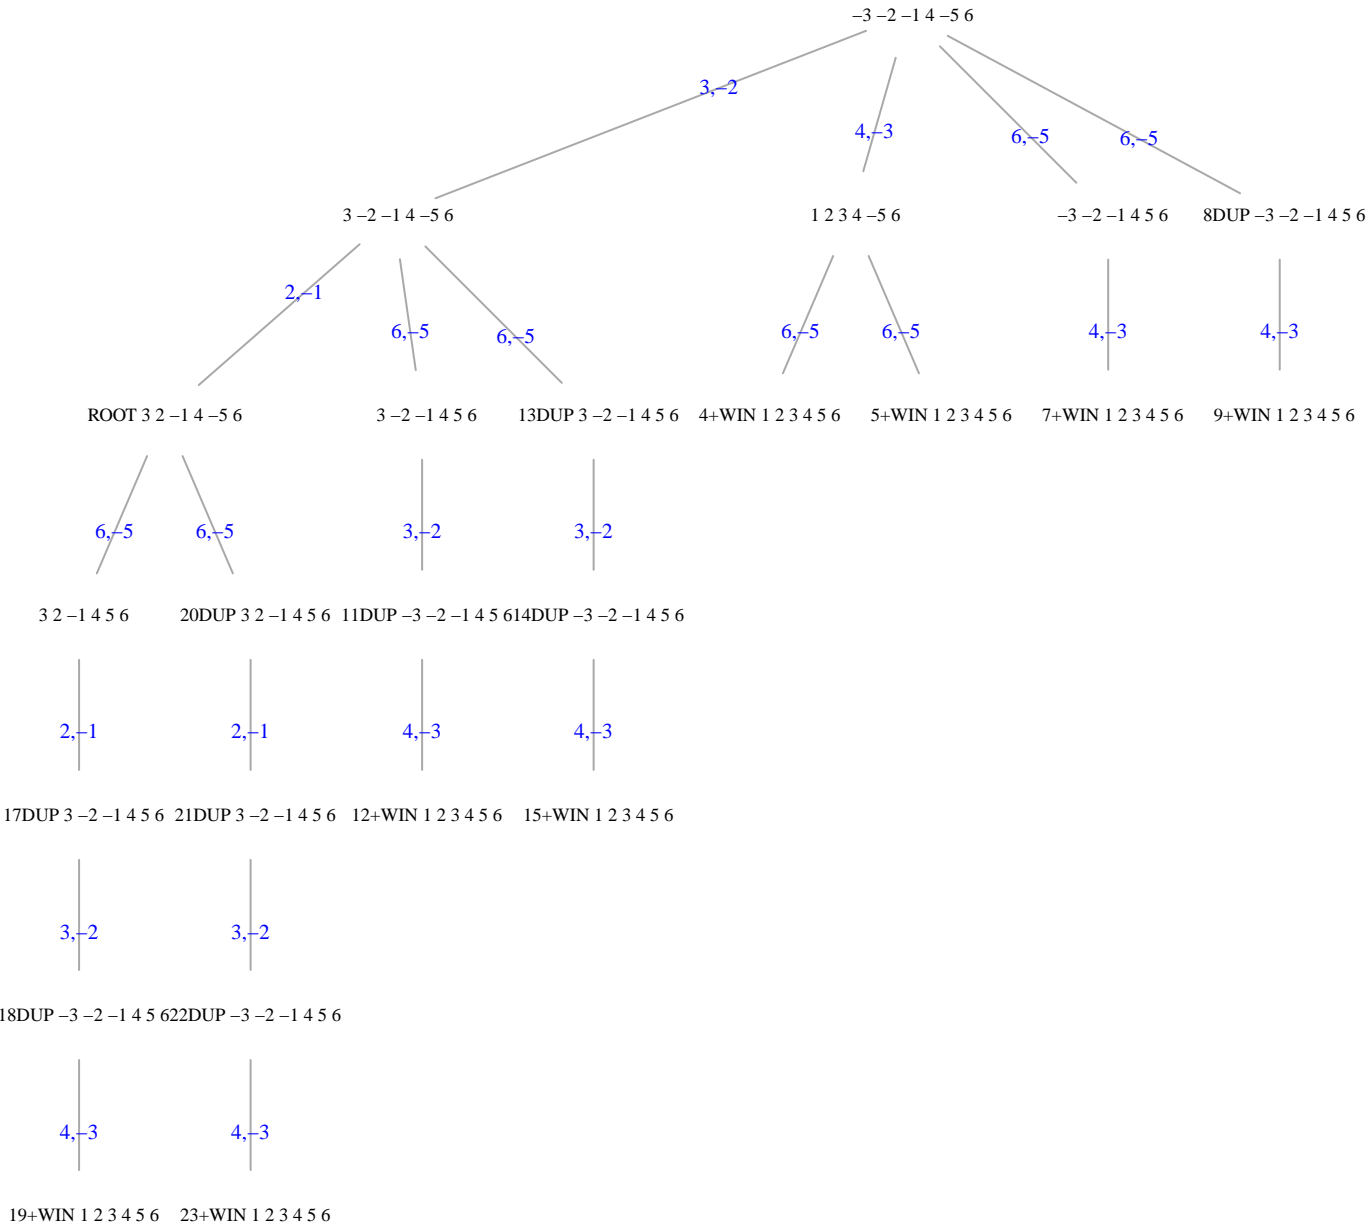 –3 –2 –1 4 –5 6
3,–2
4,–3
6,–5
6,–5
3 –2 –1 4 –5 6
1 2 3 4 –5 6
–3 –2 –1 4 5 6
8DUP –3 –2 –1 4 5 6
2,–1
6,–5
6,–5
6,–5
6,–5
4,–3
4,–3
ROOT 3 2 –1 4 –5 6
3 –2 –1 4 5 6
13DUP 3 –2 –1 4 5 6
4+WIN 1 2 3 4 5 6
5+WIN 1 2 3 4 5 6
7+WIN 1 2 3 4 5 6
9+WIN 1 2 3 4 5 6
6,–5
6,–5
3,–2
3,–2
3 2 –1 4 5 6
20DUP 3 2 –1 4 5 6
11DUP –3 –2 –1 4 5 6
14DUP –3 –2 –1 4 5 6
2,–1
2,–1
4,–3
4,–3
17DUP 3 –2 –1 4 5 6
21DUP 3 –2 –1 4 5 6
12+WIN 1 2 3 4 5 6
15+WIN 1 2 3 4 5 6
3,–2
3,–2
18DUP –3 –2 –1 4 5 6
22DUP –3 –2 –1 4 5 6
4,–3
4,–3
19+WIN 1 2 3 4 5 6
23+WIN 1 2 3 4 5 6